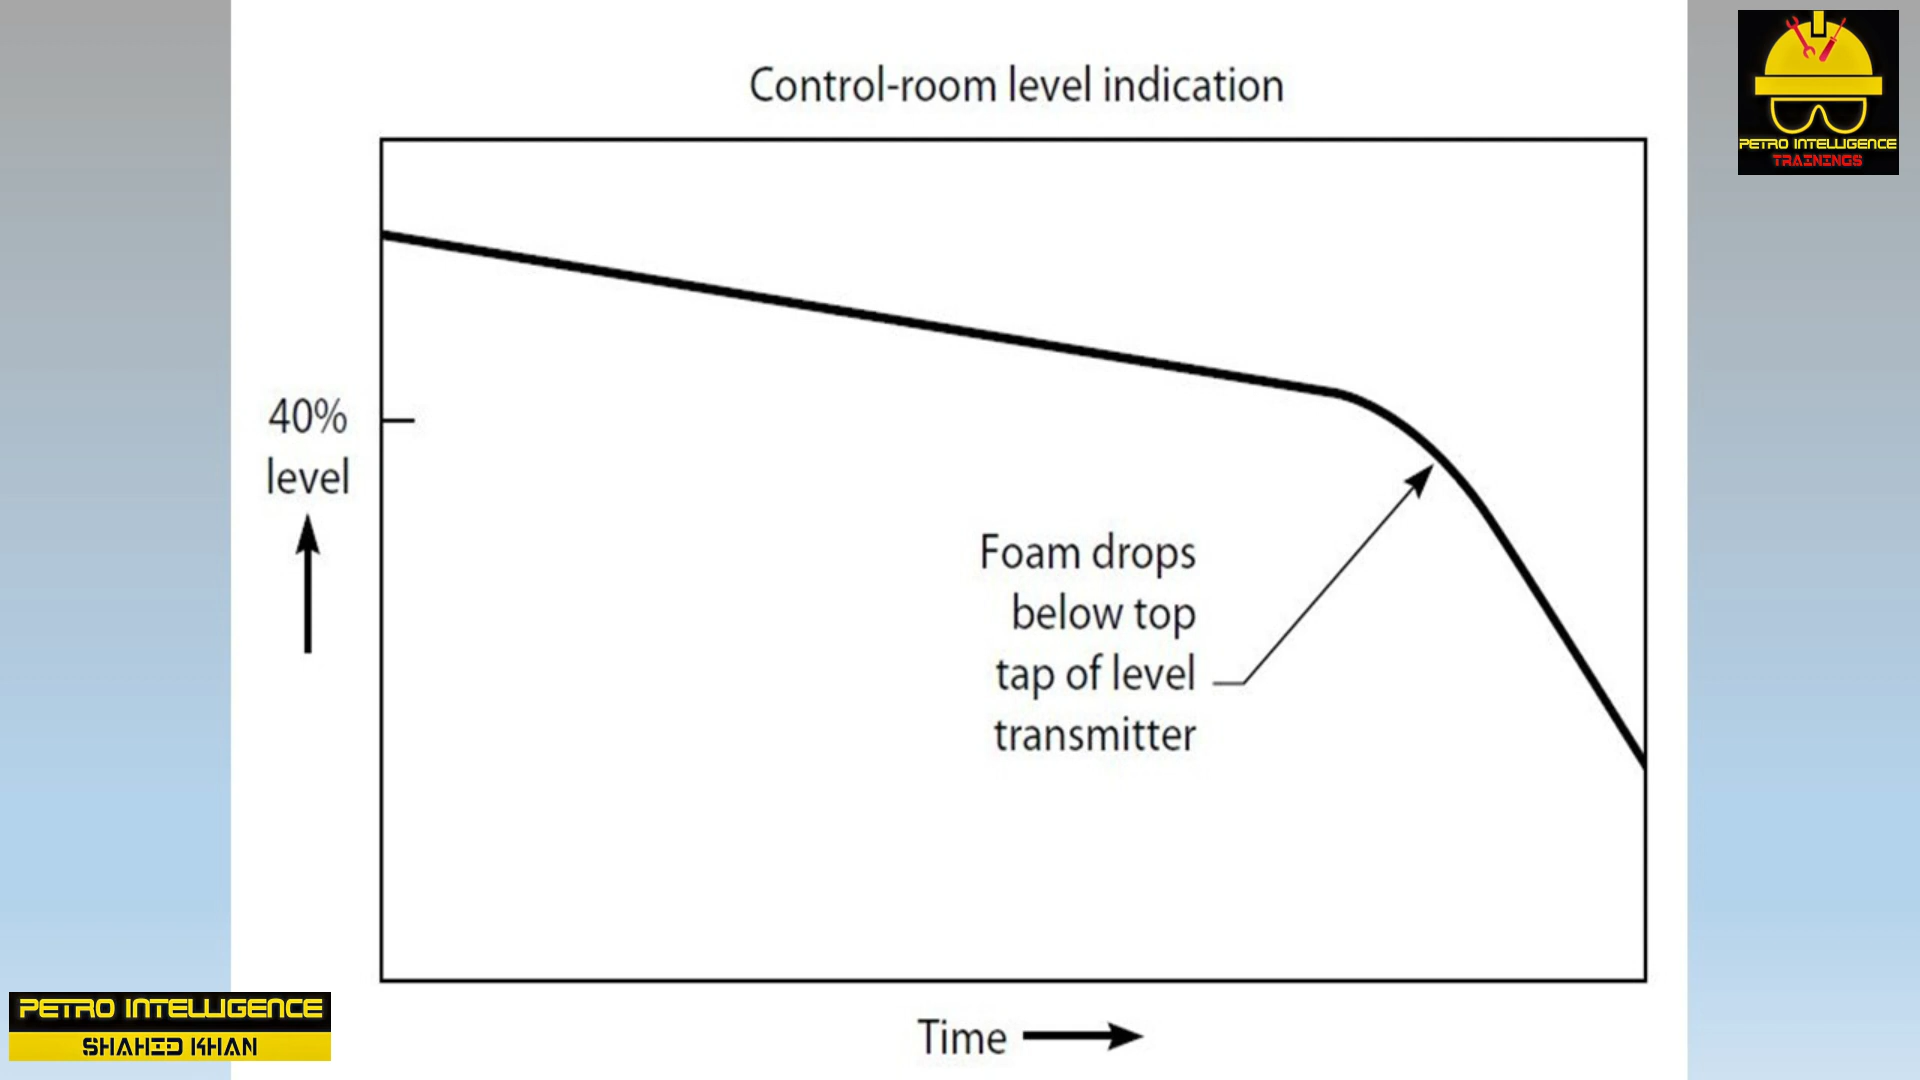 Control-room level indication
PETRO INTELLIGENCE
TRAININGS
40%
level
Foam drops
below top
tap of level
transmitter
Time
PETRO INTELLIGENCE
SHAHID KHAN